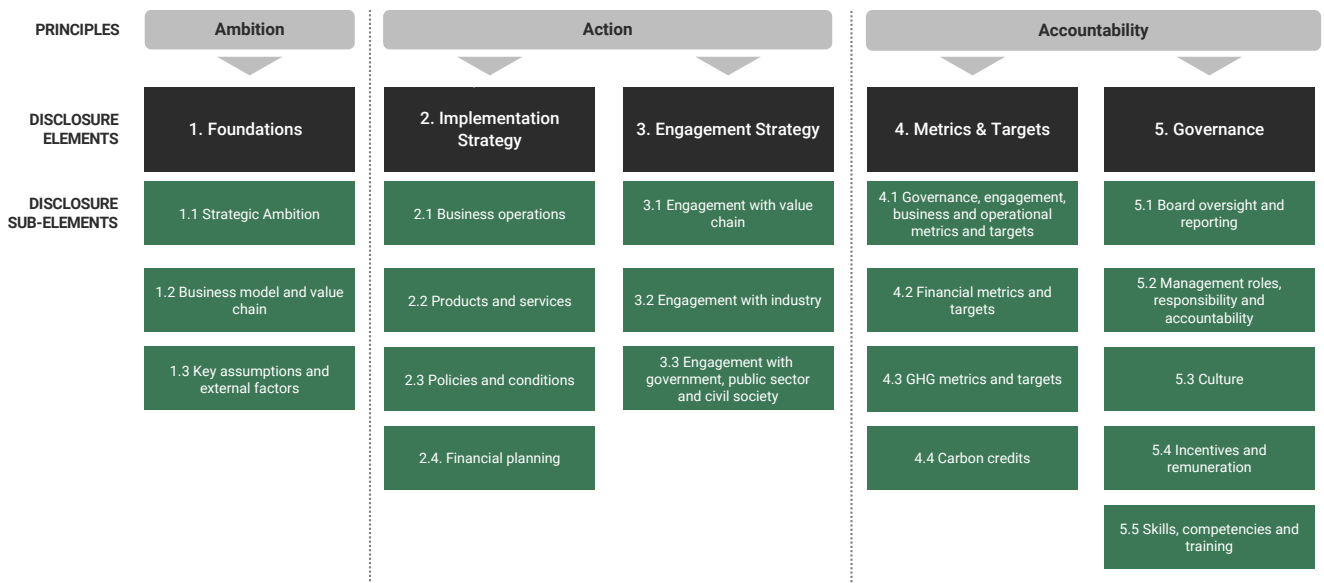 PRINCIPLES
Ambition
Action
Accountability
DISCLOSURE
ELEMENTS
1. Foundations
2. Implementation
Strategy
3. Engagement Strategy
4. Metrics & Targets
5. Governance
DISCLOSURE
SUB-ELEMENTS
1.1 Strategic Ambition
2.1 Business operations
3.1 Engagement with value
chain
4.1 Governance, engagement,
business and operational
metrics and targets
5.1 Board oversight and
reporting
1.2 Business model and value
chain
2.2 Products and services
3.2 Engagement with industry
4.2 Financial metrics and
targets
5.2 Management roles,
responsibility and
accountability
1.3 Key assumptions and
external factors
2.3 Policies and conditions
3.3 Engagement with
government, public sector
and civil society
4.3 GHG metrics and targets
5.3 Culture
2.4. Financial planning
4.4 Carbon credits
5.4 Incentives and
remuneration
5.5 Skills, competencies and
training